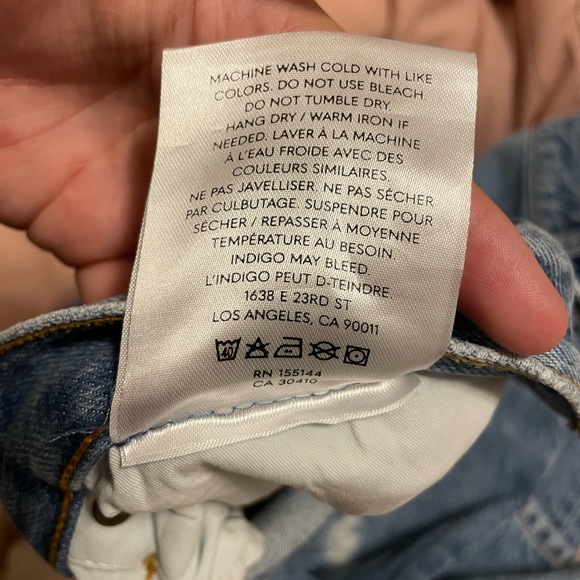 MACHINE WASH COLD WITH LIKE
COLORS. DO NOT USE BLEACH.
DO NOT TUMBLE DRY.
HANG DRY / WARM IRON IF
NEEDED. LAVER À LA MACHINE
À L'EAU FROIDE AVEC DES
COULEURS SIMILAIRES.
NE PAS JAVELLISER. NE PAS SÉCHER
PAR CULBUTAGE. SUSPENDRE POUR
SÉCHER / REPASSER À MOYENNE
TEMPÉRATURE AU BESOIN.
INDIGO MAY BLEED.
L'INDIGO PEUT D-TEINDRE.
1638 E 23RD ST
LOS ANGELES, CA 90011
40
RN 155144
CA 30410